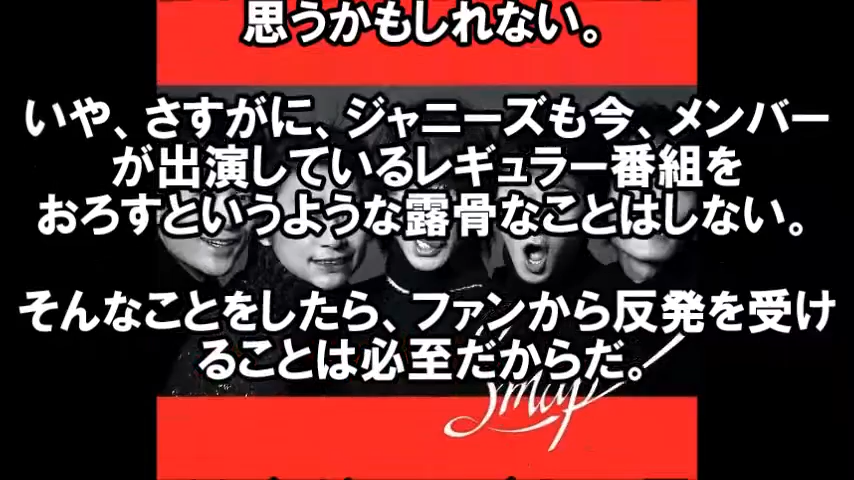 思うかもしれない。
いや、さすがに、ジャニーズも今、メンバー
が出演しているレギュラー番組を
おろすというような露骨なことはしない。
そんなことをしたら、ファンから反発を受け
ることは必至だからだ。
Smap